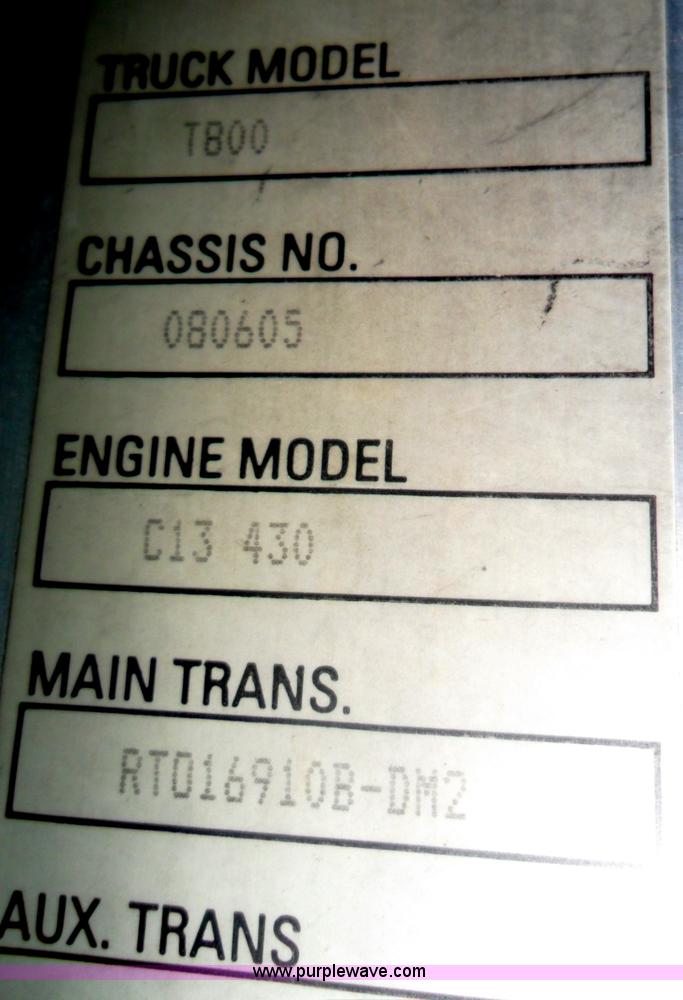 TRUCK MODEL
T800
CHASSIS NO.
080605
ENGINE MODEL
C13 430
MAIN TRANS.
RTO16910B-DM2
AUX. TRANS
www.purplewave.com